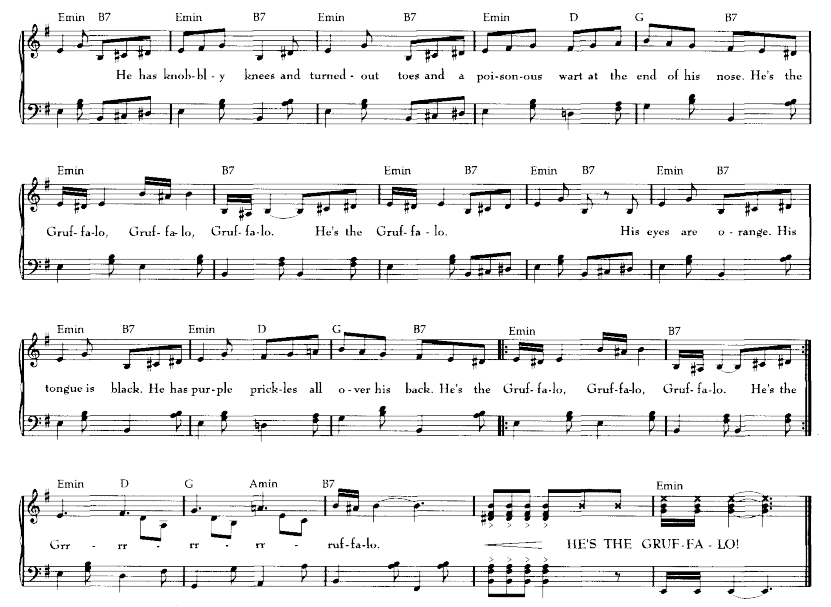 Emin B7 Emin B7 Emin B7 Emin D G B7
He has knob-bl-y knees and turned-out toes and a poi-son-ous wart at the end of his nose. He's the
Emin B7 Emin B7 Emin B7 Emin B7
Gruf-fa-lo, Gruf-fa-lo, Gruf-fa-lo. He's the Gruf-fa-lo. His eyes are o-range. His
Emin B7 Emin D G B7 Emin B7
tongue is black. He has pur-ple prick-les all o-ver his back. He's the Gruf-fa-lo, Gruf-fa-lo, Gruf-fa-lo. He's the
Emin D G Amin B7 Emin
Grr - rr - rr - rr - ruf-fa-lo. HE'S THE GRUF-FA-LO!